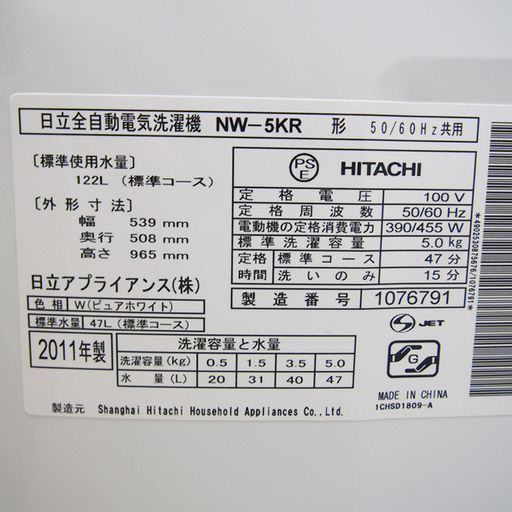 日立全自動電気洗濯機 NW-5KR 形 50/60Hz共用
〔標準使用水量〕
122L (標準コース)
〔外形寸法〕
幅 539 mm
奥行 508 mm
高さ 965 mm
日立アプライアンス(株)
色相 W(ピュアホワイト)
標準水量 47L (標準コース)
2011年製
PSE HITACHI
定格電圧 100 V
定格周波数 50/60 Hz
電動機の定格消費電力 390/455 W
標準洗濯容量 5.0 kg
定格時間 標準コース 47 分
洗いのみ 15 分
製造番号 1076791
洗濯容量と水量
洗濯容量(kg) 0.5 1.5 3.5 5.0
水量(L) 20 31 40 47
S JET
G
MADE IN CHINA
1CHSD1809-A
製造元 Shanghai Hitachi Household Appliances Co., Ltd.